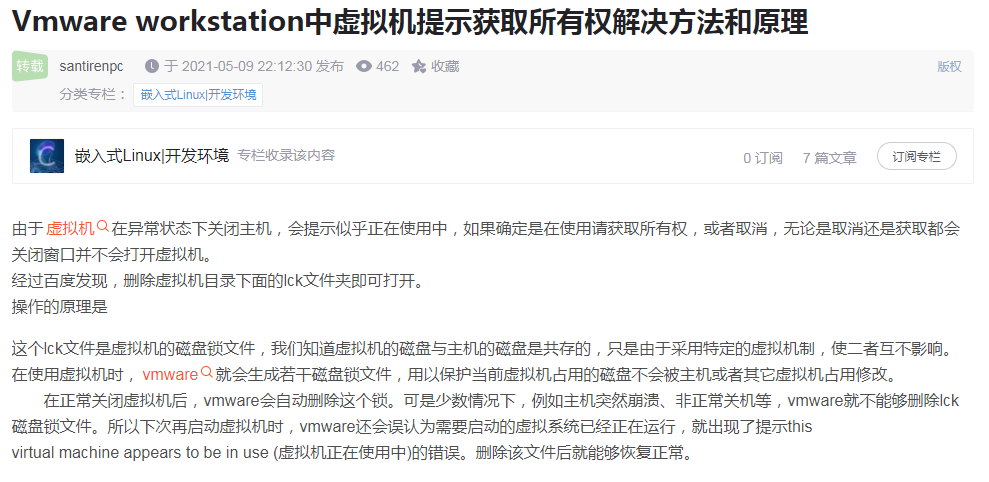 Vmware workstation中虚拟机提示获取所有权解决方法和原理
转载 santirenpc 于 2021-05-09 22:12:30 发布 462 收藏 版权
分类专栏： 嵌入式Linux|开发环境
嵌入式Linux|开发环境 专栏收录该内容 0 订阅 7 篇文章 订阅专栏
由于 虚拟机 在异常状态下关闭主机，会提示似乎正在使用中，如果确定是在使用请获取所有权，或者取消，无论是取消还是获取都会
关闭窗口并不会打开虚拟机。
经过百度发现，删除虚拟机目录下面的lck文件夹即可打开。
操作的原理是
这个lck文件是虚拟机的磁盘锁文件，我们知道虚拟机的磁盘与主机的磁盘是共存的，只是由于采用特定的虚拟机制，使二者互不影响。
在使用虚拟机时， vmware 就会生成若干磁盘锁文件，用以保护当前虚拟机占用的磁盘不会被主机或者其它虚拟机占用修改。
在正常关闭虚拟机后，vmware会自动删除这个锁。可是少数情况下，例如主机突然崩溃、非正常关机等，vmware就不能够删除lck
磁盘锁文件。所以下次再启动虚拟机时，vmware还会误认为需要启动的虚拟系统已经正在运行，就出现了提示this
virtual machine appears to be in use (虚拟机正在使用中)的错误。删除该文件后就能够恢复正常。